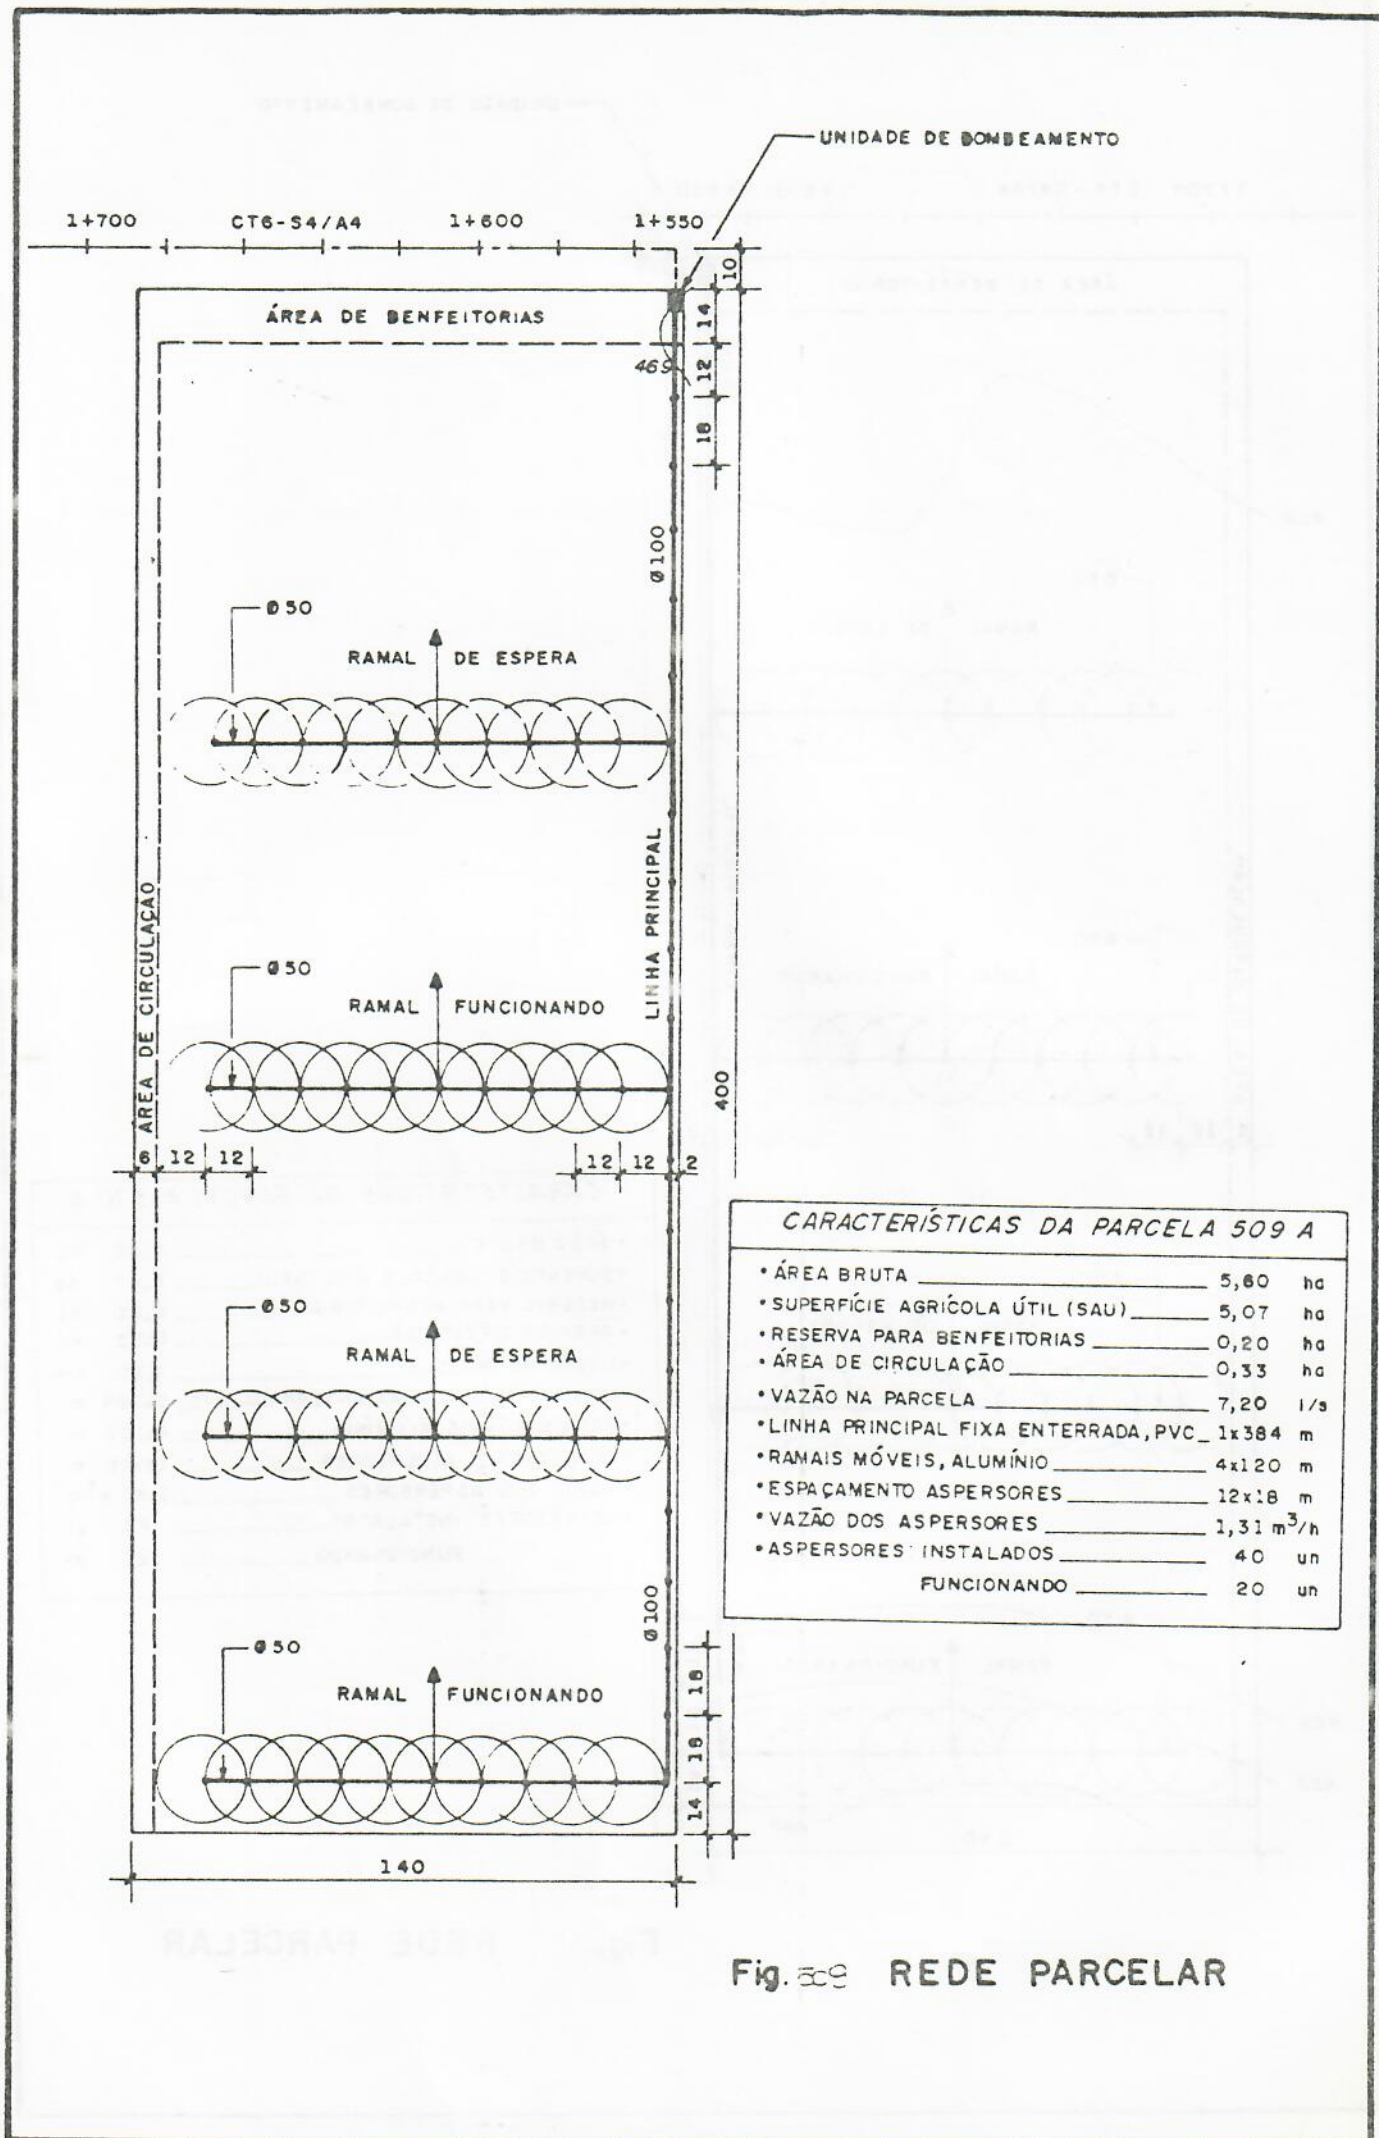 UNIDADE DE BOMBEAMENTO
1+700 CT6-S4/A4 1+600 1+550
10
ÁREA DE BENFEITORIAS
14
469
12
18
Ø100
Ø50
RAMAL DE ESPERA
LINHA PRINCIPAL
ÁREA DE CIRCULAÇAO
Ø50
RAMAL FUNCIONANDO
400
6 12 12 12 12 2
CARACTERÍSTICAS DA PARCELA 509 A
•ÁREA BRUTA 5,60 ha
•SUPERFÍCIE AGRÍCOLA ÚTIL (SAU) 5,07 ha
•RESERVA PARA BENFEITORIAS 0,20 ha
•ÁREA DE CIRCULAÇÃO 0,33 ha
•VAZÃO NA PARCELA 7,20 l/s
•LINHA PRINCIPAL FIXA ENTERRADA, PVC 1x384 m
•RAMAIS MÓVEIS, ALUMÍNIO 4x120 m
•ESPAÇAMENTO ASPERSORES 12x18 m
•VAZÃO DOS ASPERSORES 1,31 m³/h
•ASPERSORES INSTALADOS 40 un
FUNCIONANDO 20 un
Ø50
RAMAL DE ESPERA
Ø100
Ø50
RAMAL FUNCIONANDO
18
18
14
140
Fig. REDE PARCELAR